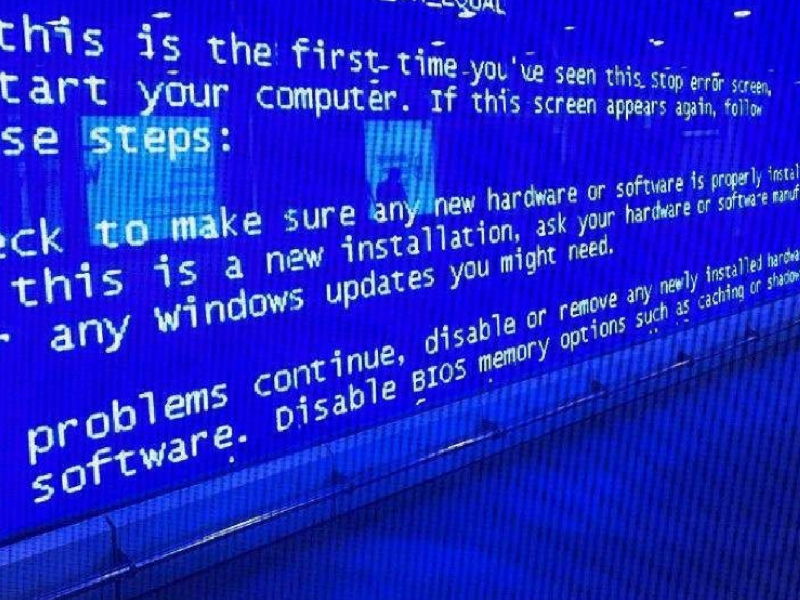 EQUAL
this is the first time you've seen this Stop error screen,
tart your computer. If this screen appears again, follow
se steps:
eck to make sure any new hardware or software is properly instal
this is a new installation, ask your hardware or software manuf
any Windows updates you might need.
problems continue, disable or remove any newly installed hardwa
software. Disable BIOS memory options such as caching or shadow